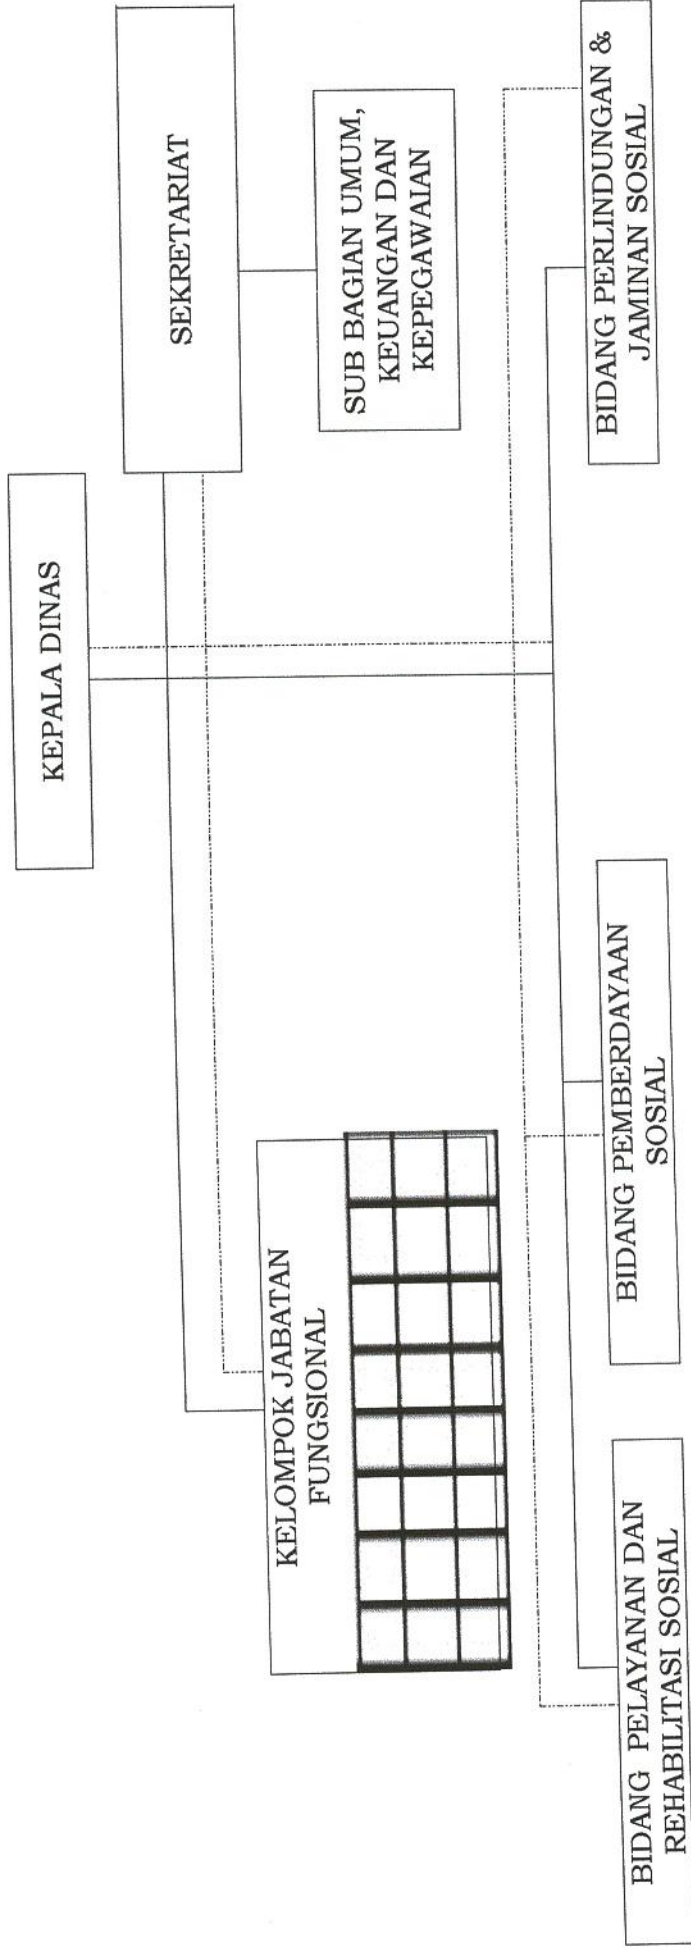 KEPALA DINAS
SEKRETARIAT
SUB BAGIAN UMUM,
KEUANGAN DAN
KEPEGAWAIAN
KELOMPOK JABATAN
FUNGSIONAL
BIDANG PELAYANAN DAN
REHABILITASI SOSIAL
BIDANG PEMBERDAYAAN
SOSIAL
BIDANG PERLINDUNGAN &
JAMINAN SOSIAL